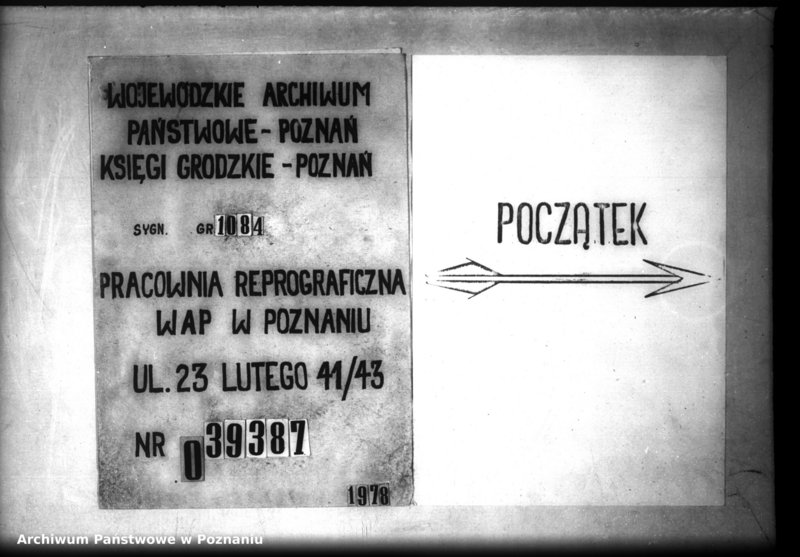 WOJEWÓDZKIE ARCHIWUM
PAŃSTWOWE - POZNAŃ
KSIĘGI GRODZKIE - POZNAŃ
SYGN. GR 1084
PRACOWNIA REPROGRAFICZNA
WAP W POZNANIU
UL. 23 LUTEGO 41/43
NR 039387
1978
POCZĄTEK
Archiwum Państwowe w Poznaniu